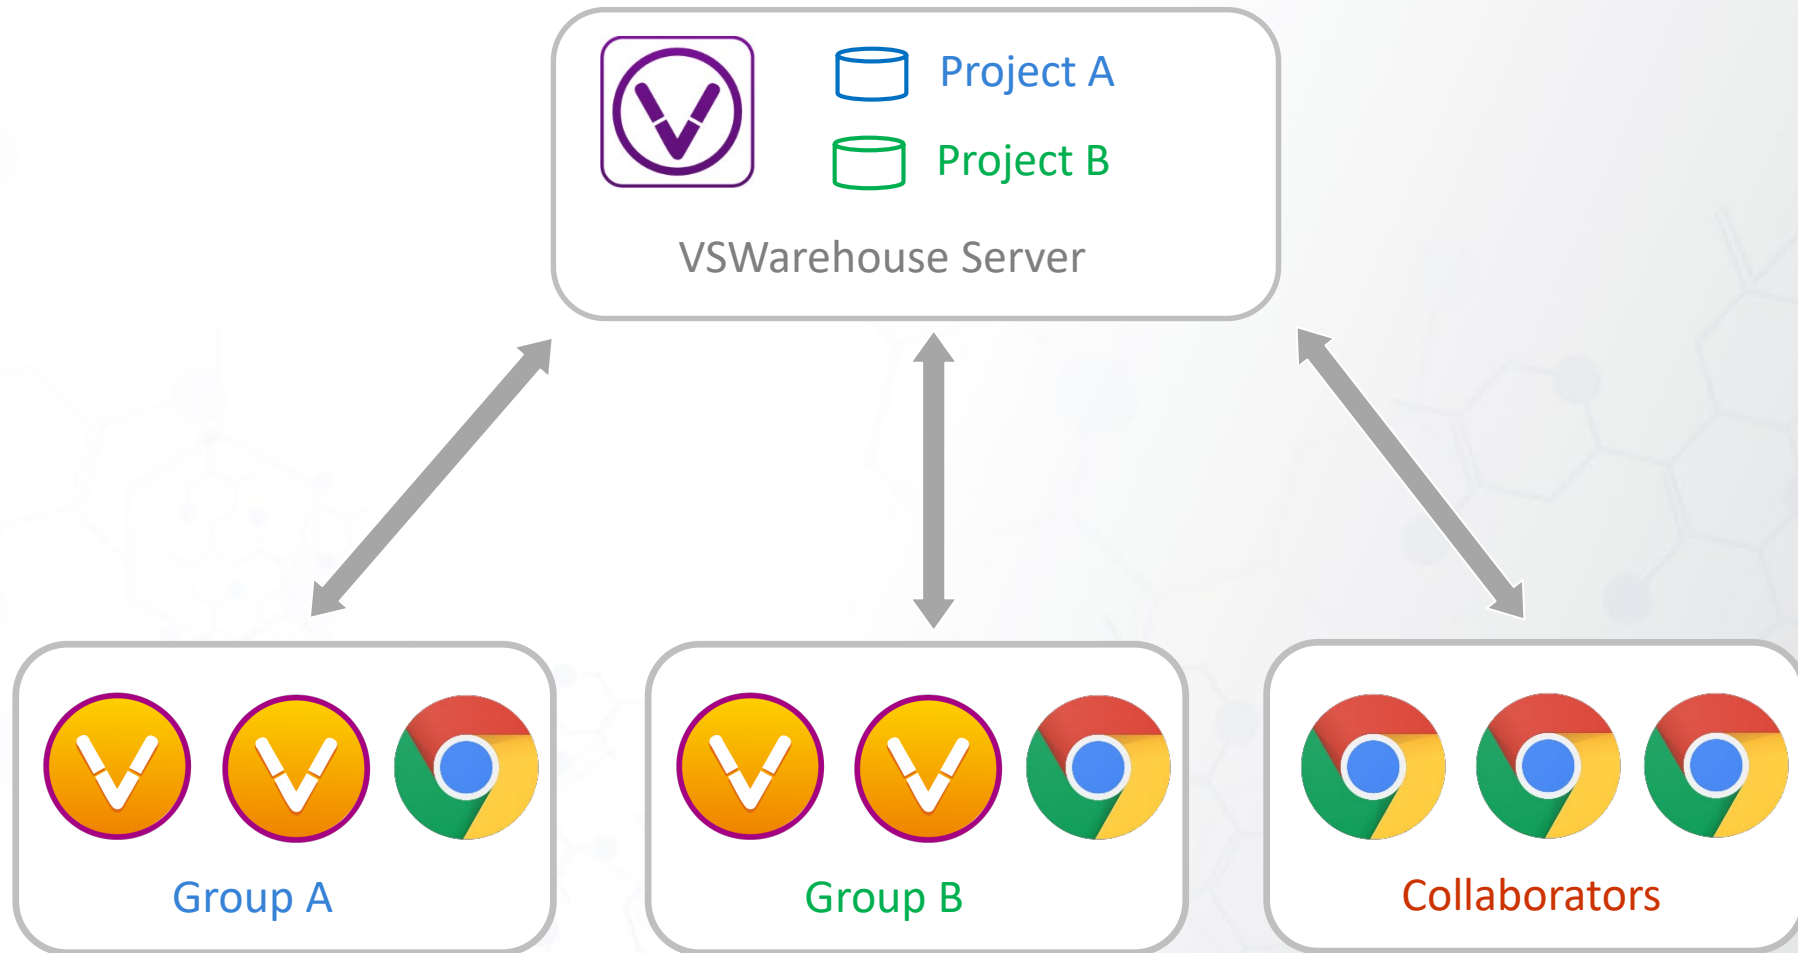 Project A
Project B
VSWarehouse Server
Group A
Group B
Collaborators